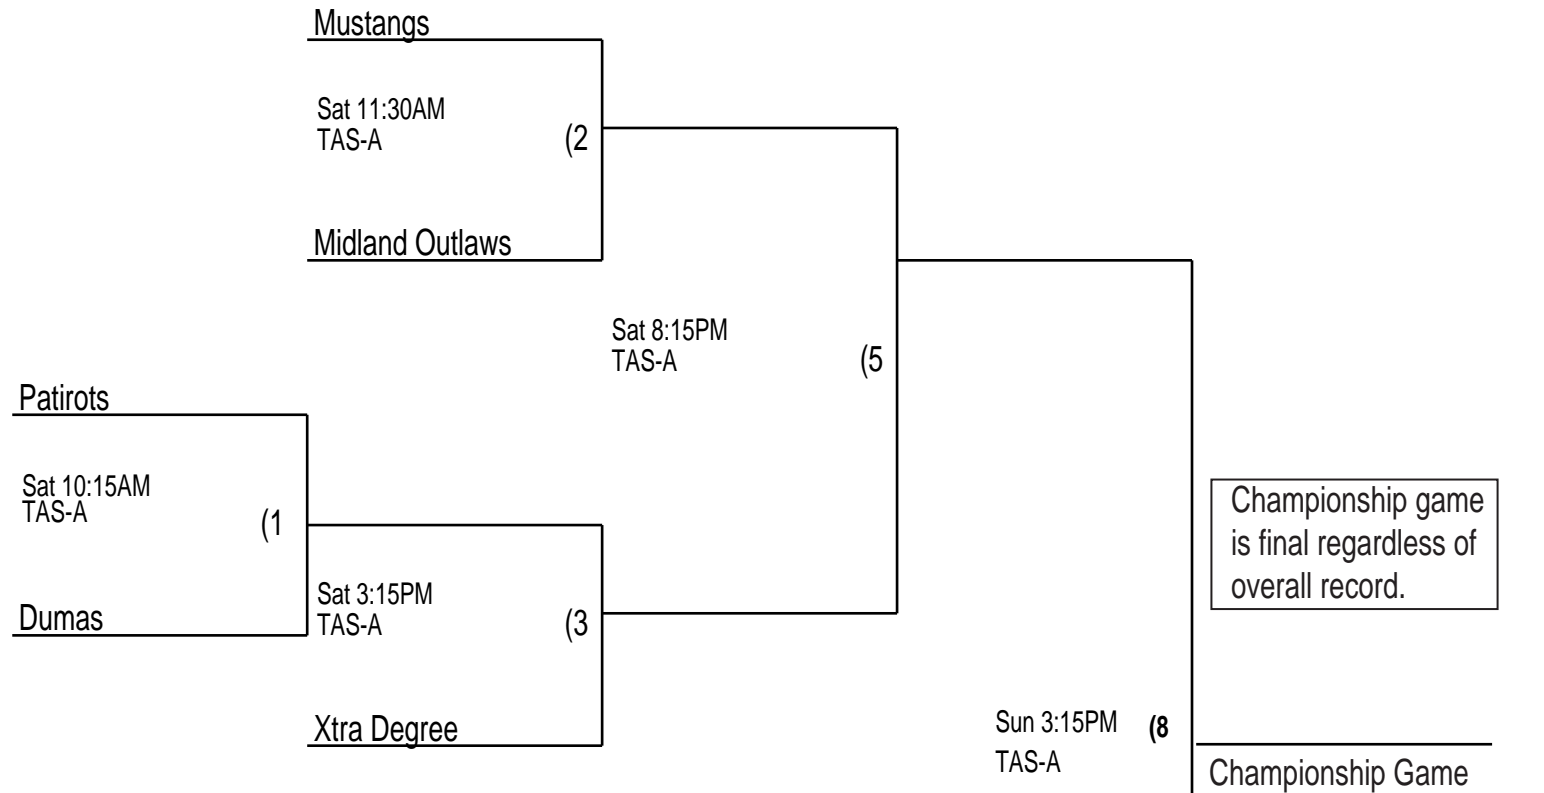 Mustangs
Sat 11:30AM
TAS-A
(2
Midland Outlaws
Sat 8:15PM
TAS-A
(5
Patirots
Sat 10:15AM
TAS-A
(1
Dumas
Sat 3:15PM
TAS-A
(3
Xtra Degree
Championship game
is final regardless of
overall record.
Sun 3:15PM
(8
TAS-A
Championship Game